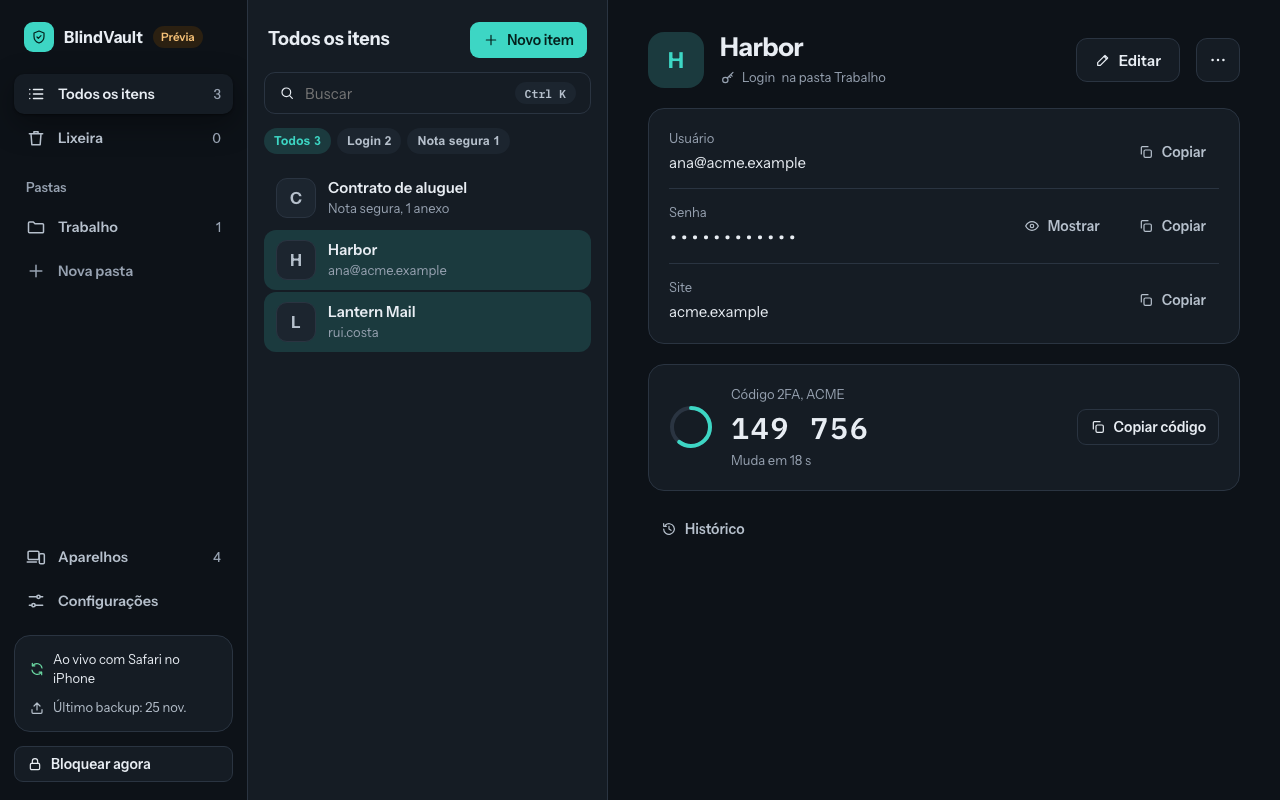 BlindVault
Prévia
Todos os itens 3
Lixeira 0
Pastas
Trabalho 1
Nova pasta
Aparelhos 4
Configurações
Ao vivo com Safari no
iPhone
Último backup: 25 nov.
Bloquear agora
Todos os itens
Novo item
Buscar
Ctrl K
Todos 3
Login 2
Nota segura 1
C
Contrato de aluguel
Nota segura, 1 anexo
H
Harbor
ana@acme.example
L
Lantern Mail
rui.costa
H
Harbor
Login na pasta Trabalho
Editar
Usuário
ana@acme.example
Copiar
Senha
••••••••••••
Mostrar
Copiar
Site
acme.example
Copiar
Código 2FA, ACME
149 756
Muda em 18 s
Copiar código
Histórico